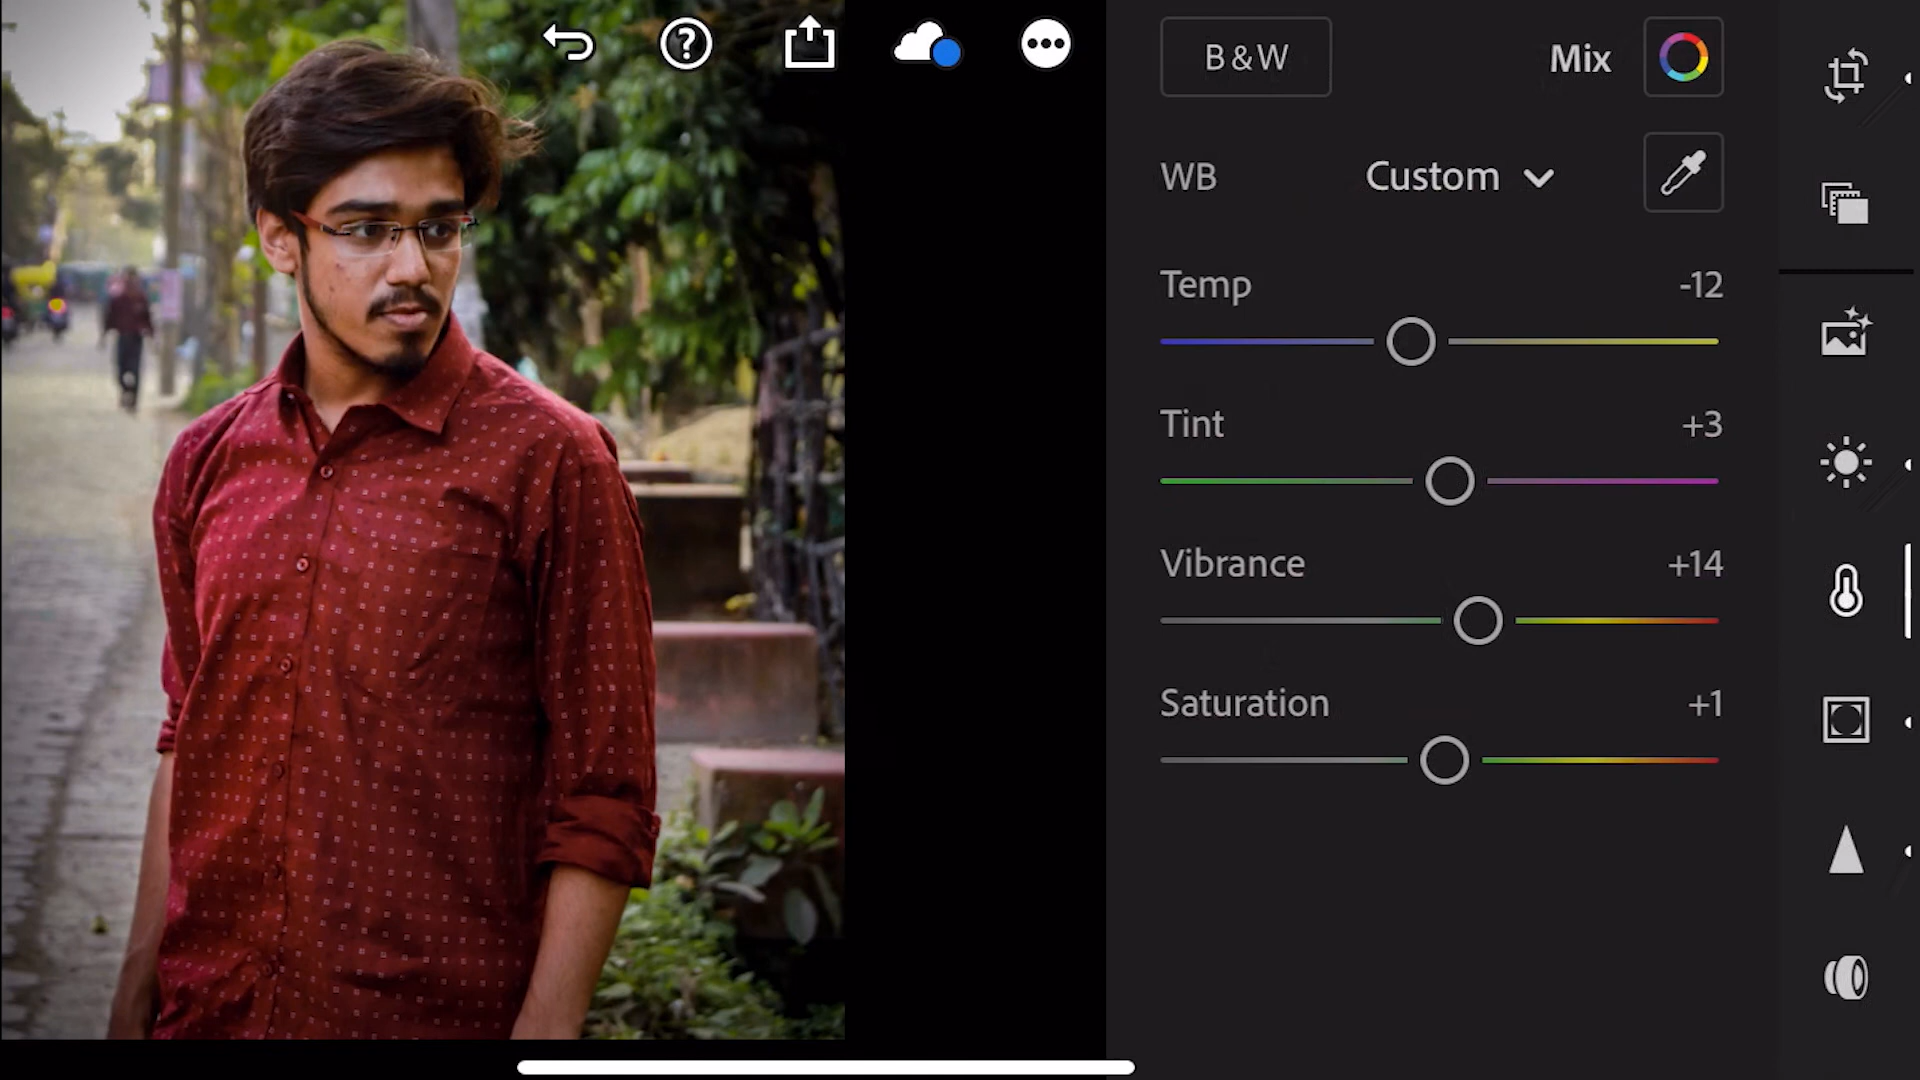 B&W
Mix
WB
Custom
Temp -12
Tint +3
Vibrance +14
Saturation +1